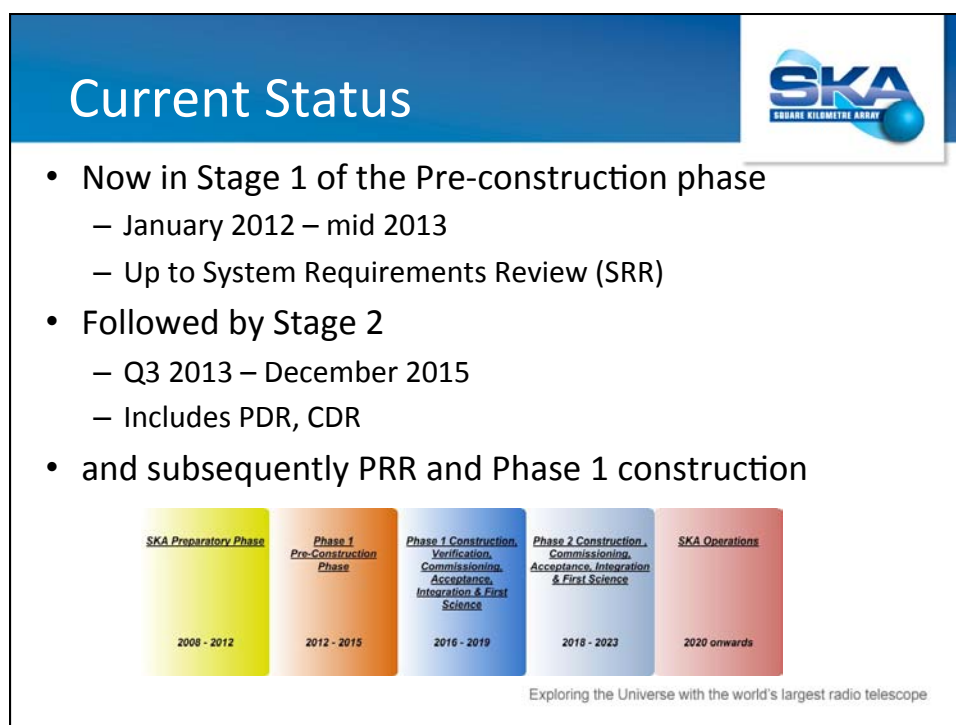 Current Status
SKA
SQUARE KILOMETRE ARRAY
• Now in Stage 1 of the Pre-construction phase
– January 2012 – mid 2013
– Up to System Requirements Review (SRR)
• Followed by Stage 2
– Q3 2013 – December 2015
– Includes PDR, CDR
• and subsequently PRR and Phase 1 construction
SKA Preparatory Phase
2008 - 2012
Phase 1
Pre-Construction
Phase
2012 - 2015
Phase 1 Construction,
Verification,
Commissioning,
Acceptance,
Integration & First
Science
2016 - 2019
Phase 2 Construction ,
Commissioning,
Acceptance, Integration
& First Science
2018 - 2023
SKA Operations
2020 onwards
Exploring the Universe with the world's largest radio telescope